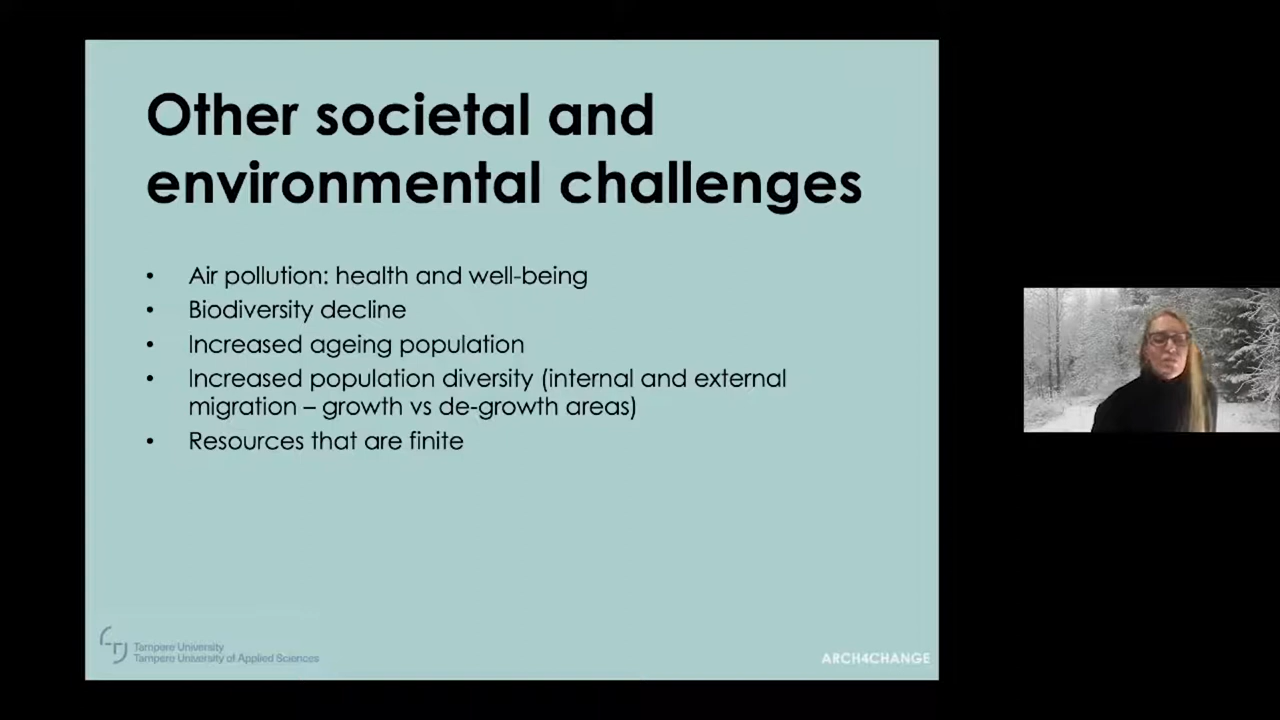 Other societal and
environmental challenges
• Air pollution: health and well-being
• Biodiversity decline
• Increased ageing population
• Increased population diversity (internal and external
migration – growth vs de-growth areas)
• Resources that are finite
Tampere University
Tampere University of Applied Sciences
ARCH4CHANGE